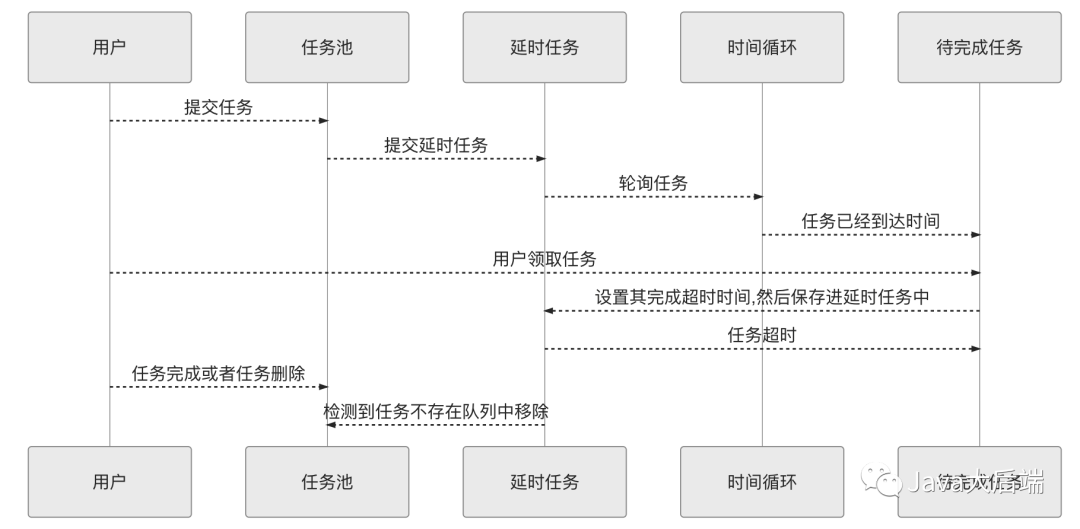 用户
任务池
延时任务
时间循环
待完成任务
提交任务
提交延时任务
轮询任务
任务已经到达时间
用户领取任务
设置其完成超时时间,然后保存进延时任务中
任务超时
任务完成或者任务删除
检测到任务不存在队列中移除
用户
任务池
延时任务
时间循环
待完成任务
Java大后端